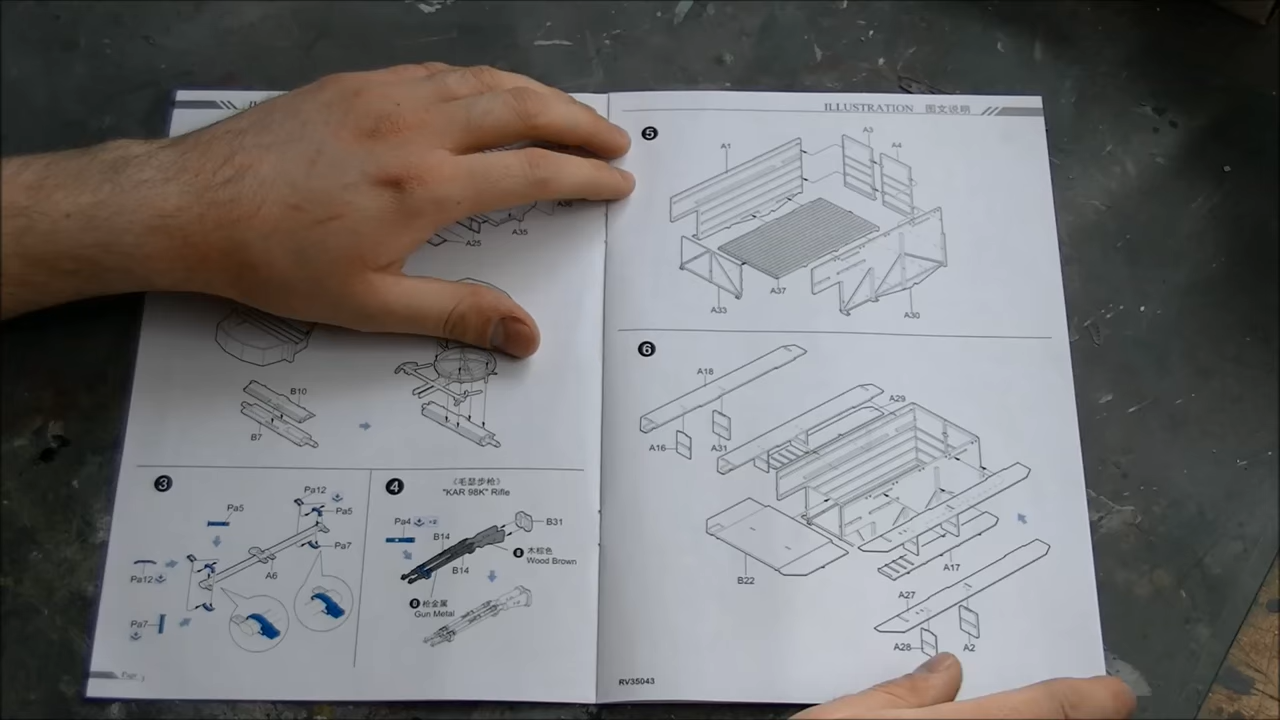 A25
A35
B10
B7
3
Pa5
Pa12
Pa5
Pa7
Pa12
A6
Pa7
4
《毛瑟步枪》
"KAR 98K" Rifle
Pa4
×2
B14
B31
B14
木棕色
Wood Brown
枪金属
Gun Metal
ILLUSTRATION 图文说明
5
A1
A3
A4
A33
A37
A30
6
A18
A29
A16
A31
B22
A17
A27
A28
A2
RV35043